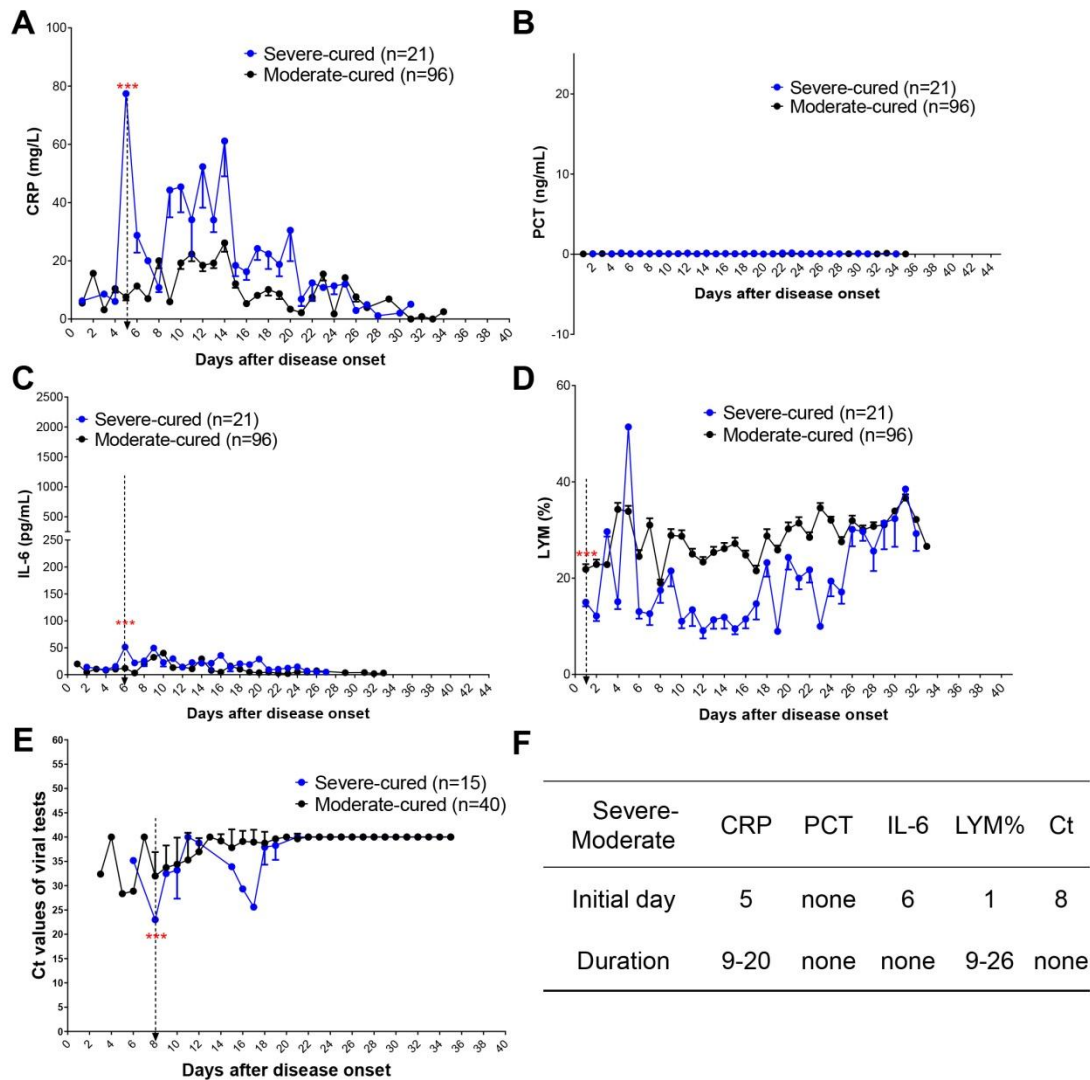 A
Severe-cured (n=21)
Moderate-cured (n=96)
***
CRP (mg/L)
100
80
60
40
20
0
0 2 4 6 8 10 12 14 16 18 20 22 24 26 28 30 32 34 36 38 40
Days after disease onset
B
Severe-cured (n=21)
Moderate-cured (n=96)
PCT (ng/mL)
20
10
0
-10
2 4 6 8 10 12 14 16 18 20 22 24 26 28 30 32 34 36 38 40 42 44
Days after disease onset
C
Severe-cured (n=21)
Moderate-cured (n=96)
***
IL-6 (pg/mL)
2500
2000
1500
1000
500
250
200
150
100
50
0
0 2 4 6 8 10 12 14 16 18 20 22 24 26 28 30 32 34 36 38 40 42 44
Days after disease onset
D
Severe-cured (n=21)
Moderate-cured (n=96)
***
LYM (%)
60
40
20
0
0 2 4 6 8 10 12 14 16 18 20 22 24 26 28 30 32 34 36 38 40
Days after disease onset
E
Severe-cured (n=15)
Moderate-cured (n=40)
***
Ct values of viral tests
60
55
50
45
40
35
30
25
20
15
10
5
0
0 2 4 6 8 10 12 14 16 18 20 22 24 26 28 30 32 34 36 38 40
Days after disease onset
F
Severe-
Moderate CRP PCT IL-6 LYM% Ct
Initial day 5 none 6 1 8
Duration 9-20 none none 9-26 none